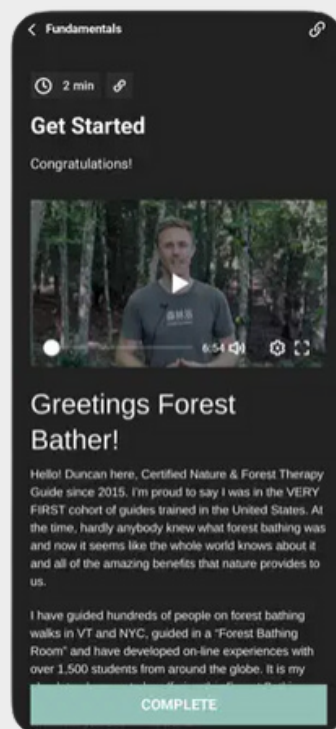 Fundamentals
2 min
Get Started
Congratulations!
6:54
Greetings Forest
Bather!
Hello! Duncan here, Certified Nature & Forest Therapy
Guide since 2015. I'm proud to say I was in the VERY
FIRST cohort of guides trained in the United States. At
the time, hardly anybody knew what forest bathing was
and now it seems like the whole world knows about it
and all of the amazing benefits that nature provides to
us.
I have guided hundreds of people on forest bathing
walks in VT and NYC, guided in a “Forest Bathing
Room” and have developed on-line experiences with
over 1,500 students from around the globe. It is my
COMPLETE